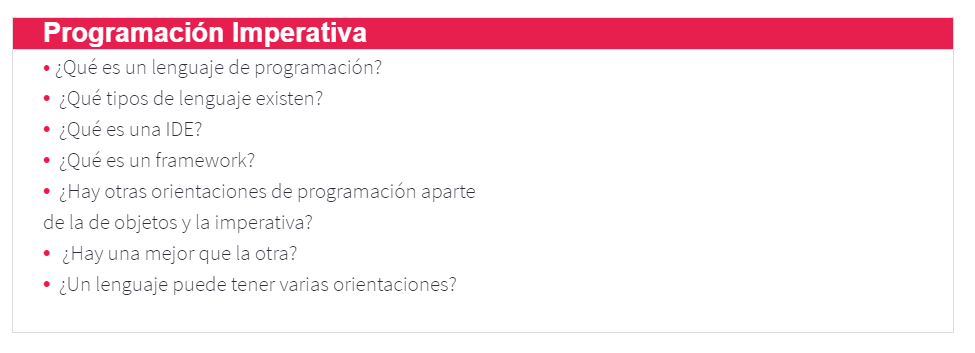 Programación Imperativa
• ¿Qué es un lenguaje de programación?
• ¿Qué tipos de lenguaje existen?
• ¿Qué es una IDE?
• ¿Qué es un framework?
• ¿Hay otras orientaciones de programación aparte
de la de objetos y la imperativa?
• ¿Hay una mejor que la otra?
• ¿Un lenguaje puede tener varias orientaciones?